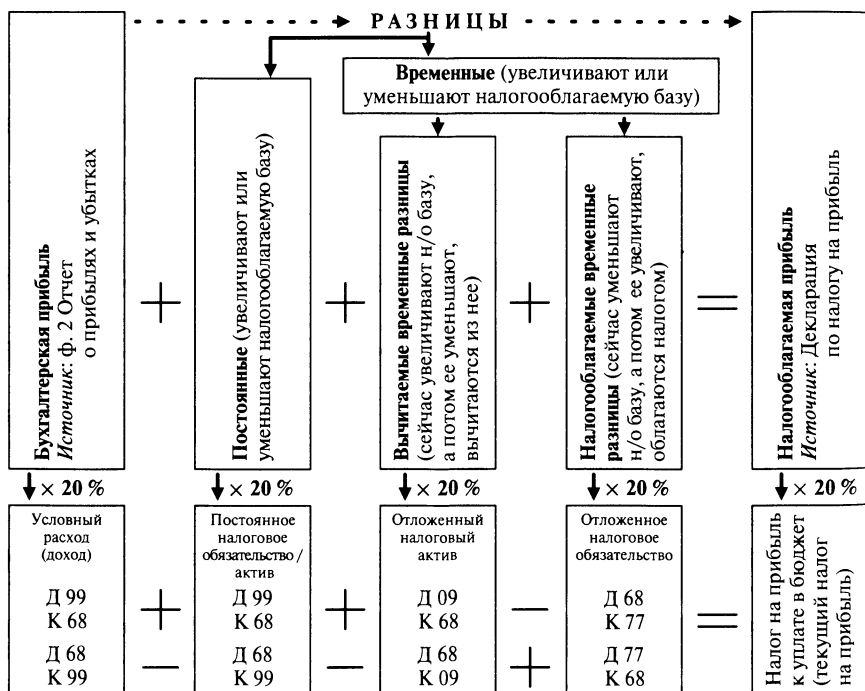 РАЗНИЦЫ
Временные (увеличивают или
уменьшают налогооблагаемую базу)
Бухгалтерская прибыль
Источник: ф. 2 Отчет
о прибылях и убытках
+
Постоянные (увеличивают или
уменьшают налогооблагаемую базу)
+
Вычитаемые временные разницы
(сейчас увеличивают н/о базу,
а потом ее уменьшают,
вычитаются из нее)
+
Налогооблагаемые временные
разницы (сейчас уменьшают
н/о базу, а потом ее увеличивают,
облагаются налогом)
=
Налогооблагаемая прибыль
Источник: Декларация
по налогу на прибыль
× 20 % × 20 % × 20 % × 20 % × 20 %
Условный
расход
(доход)
Д 99
К 68
Д 68
К 99
+
−
Постоянное
налоговое
обязательство /
актив
Д 99
К 68
Д 68
К 99
+
−
Отложенный
налоговый
актив
Д 09
К 68
Д 68
К 09
−
+
Отложенное
налоговое
обязательство
Д 68
К 77
Д 77
К 68
=
Налог на прибыль
к уплате в бюджет
(текущий налог
на прибыль)